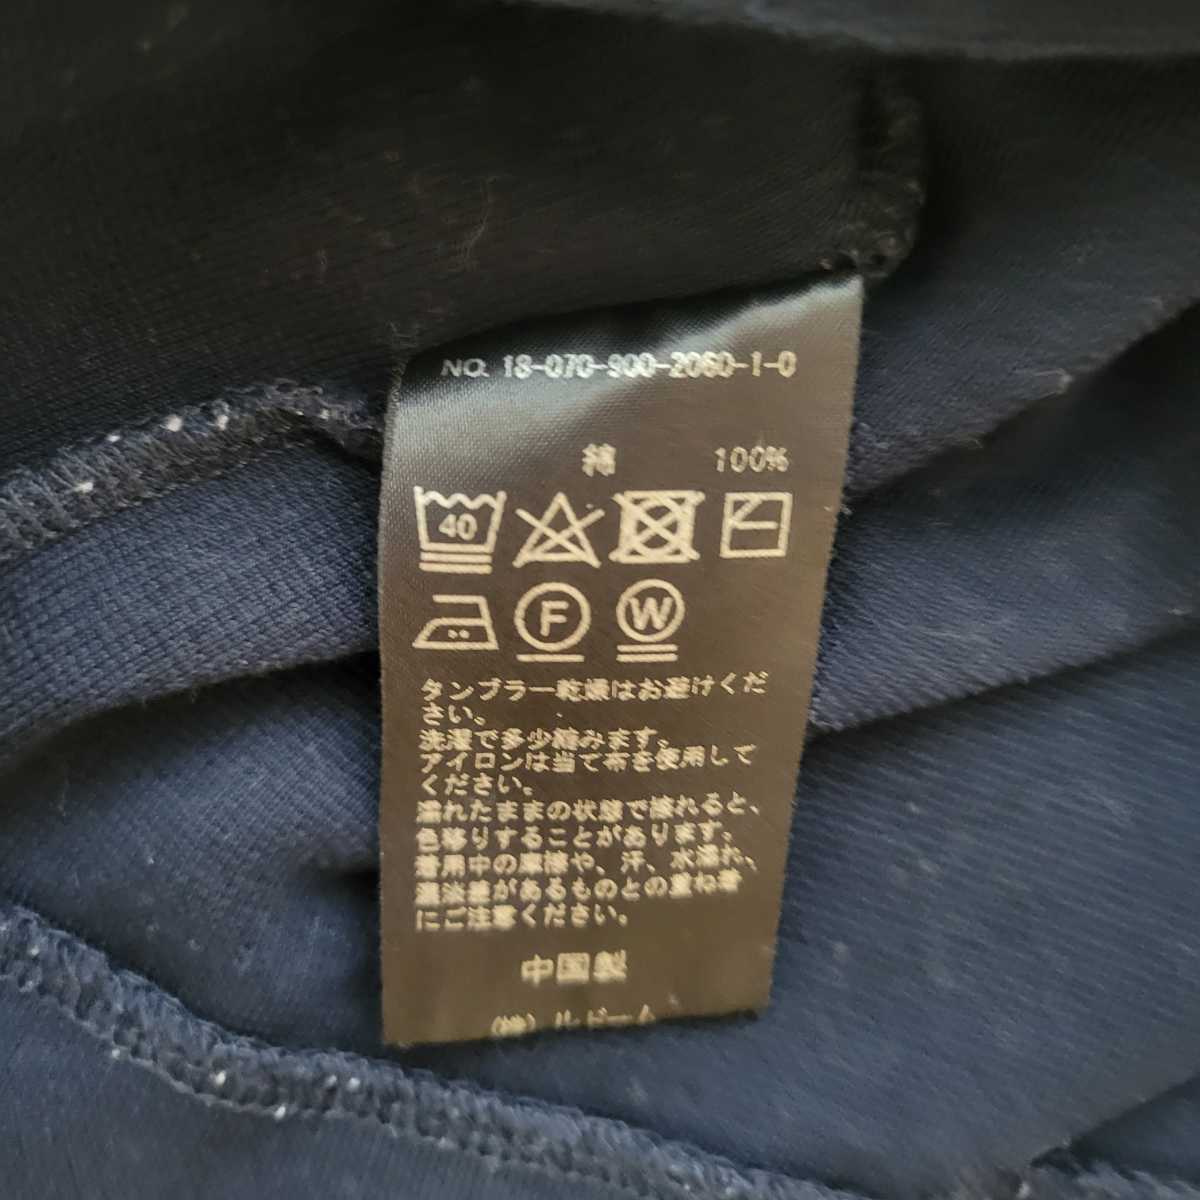 NO. 18-070-900-2060-1-0
綿 100%
40
F W
タンブラー乾燥はお避けくだ
さい。
洗濯で多少縮みます。
アイロンは当て布を使用して
ください。
濡れたままの状態で擦れると、
色移りすることがあります。
着用中の摩擦や、汗、水濡れ、
濃淡差があるものとの重ね着
にご注意ください。
中国製
(株)ルドーム